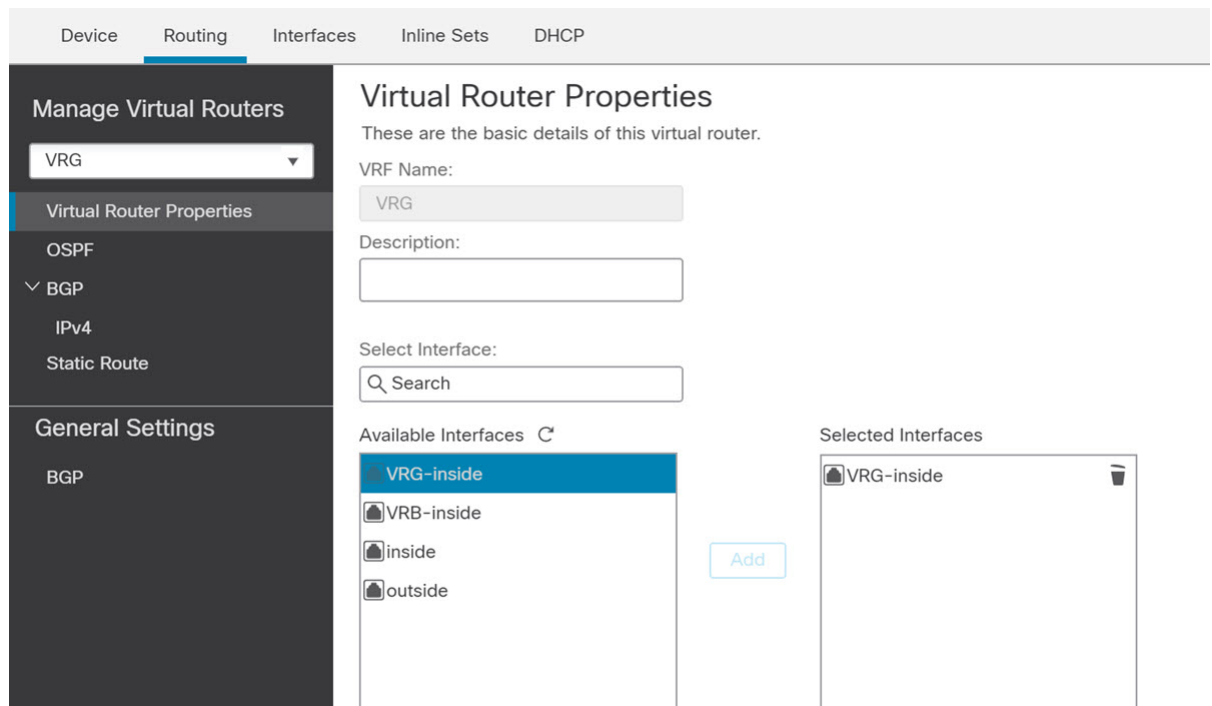 Device Routing Interfaces Inline Sets DHCP
Manage Virtual Routers
VRG
Virtual Router Properties
OSPF
BGP
IPv4
Static Route
General Settings
BGP
Virtual Router Properties
These are the basic details of this virtual router.
VRF Name:
VRG
Description:
Select Interface:
Search
Available Interfaces
VRG-inside
VRB-inside
inside
outside
Add
Selected Interfaces
VRG-inside